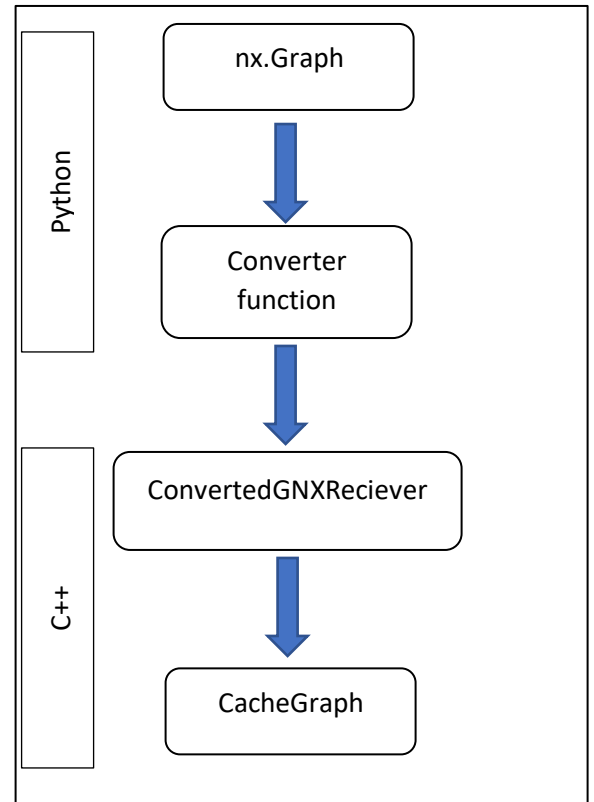 Python
nx.Graph
Converter
function
C++
ConvertedGNXReciever
CacheGraph